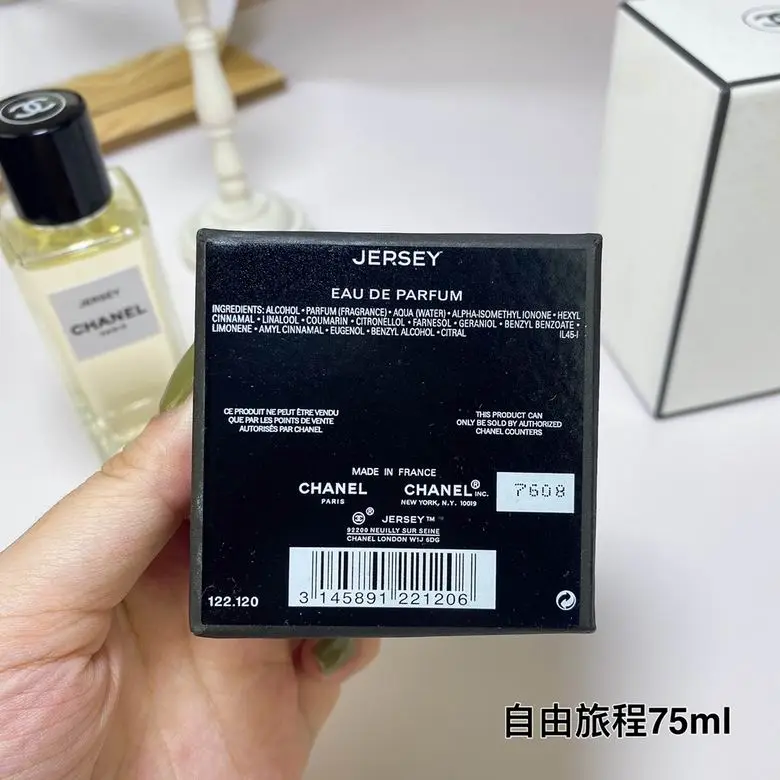 JERSEY
CHANEL
PARIS
JERSEY
EAU DE PARFUM
INGREDIENTS: ALCOHOL • PARFUM (FRAGRANCE) • AQUA (WATER) • ALPHA-ISOMETHYL IONONE • HEXYL
CINNAMAL • LINALOOL • COUMARIN • CITRONELLOL • FARNESOL • GERANIOL • BENZYL BENZOATE •
LIMONENE • AMYL CINNAMAL • EUGENOL • BENZYL ALCOHOL • CITRAL IL45-I
CE PRODUIT NE PEUT ÊTRE VENDU
QUE PAR LES POINTS DE VENTE
AUTORISÉS PAR CHANEL
THIS PRODUCT CAN
ONLY BE SOLD BY AUTHORIZED
CHANEL COUNTERS
MADE IN FRANCE
CHANEL
PARIS
CHANEL® INC.
NEW YORK, N.Y. 10019
7608
® JERSEY™
92200 NEUILLY SUR SEINE
CHANEL LONDON W1J 6DG
122.120
3 145891 221206
自由旅程75ml